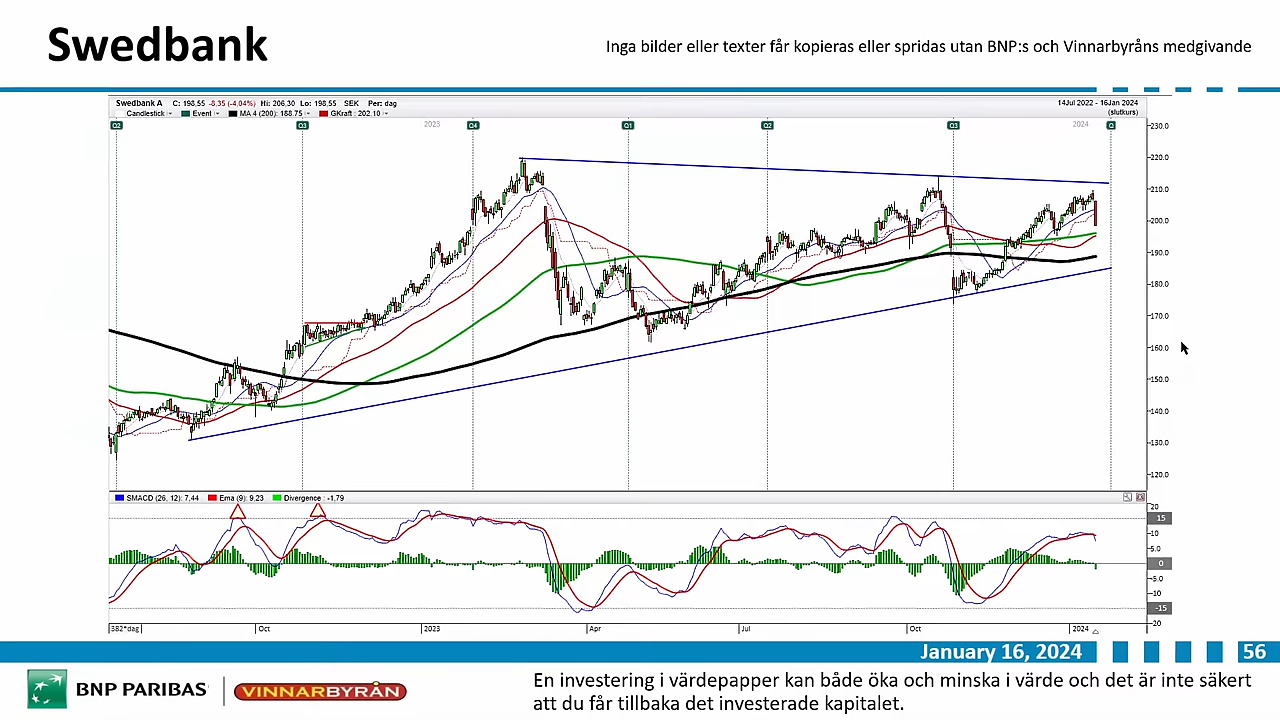 Swedbank
Inga bilder eller texter får kopieras eller spridas utan BNP:s och Vinnarbyråns medgivande
Swedbank A C: 198,55 -8,35 (-4.04%) Hi: 206,30 Lo: 198,55 SEK Per: dag
14Jul 2022 - 16Jan 2024
Candlestick Event MA 4 (200): 188.75 GKraft : 202.10
(slutkurs)
Q2 Q3 2023 Q4 Q1 Q2 Q3 2024 Q
230.0
220.0
210.0
200.0
190.0
180.0
170.0
160.0
150.0
140.0
130.0
120.0
SMACD (26, 12): 7,44 Ema (9): 9,23 Divergence : -1,79
20
15
10
5.0
0
-5.0
-10
-15
-20
382*dag Oct 2023 Apr Jul Oct 2024
January 16, 2024 56
BNP PARIBAS VINNARBYRÅN
En investering i värdepapper kan både öka och minska i värde och det är inte säkert
att du får tillbaka det investerade kapitalet.